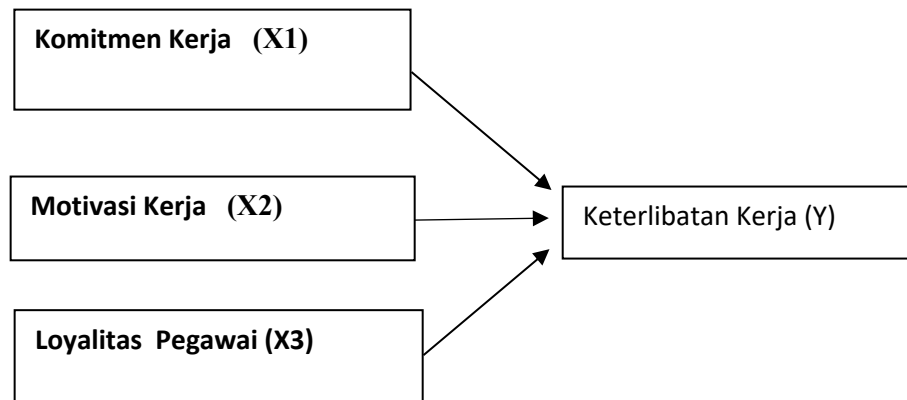 Komitmen Kerja (X1)
Motivasi Kerja (X2)
Keterlibatan Kerja (Y)
Loyalitas Pegawai (X3)